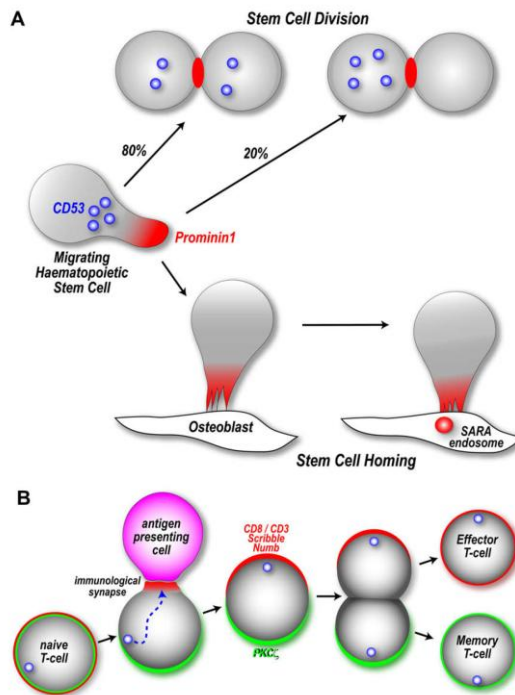 A
Stem Cell Division
80%
20%
CD53
Prominin1
Migrating
Haematopoietic
Stem Cell
Osteoblast
SARA
endosome
Stem Cell Homing
B
antigen
presenting
cell
immunological
synapse
CD8 / CD3
Scribble
Numb
naive
T-cell
PKCζ
Effector
T-cell
Memory
T-cell